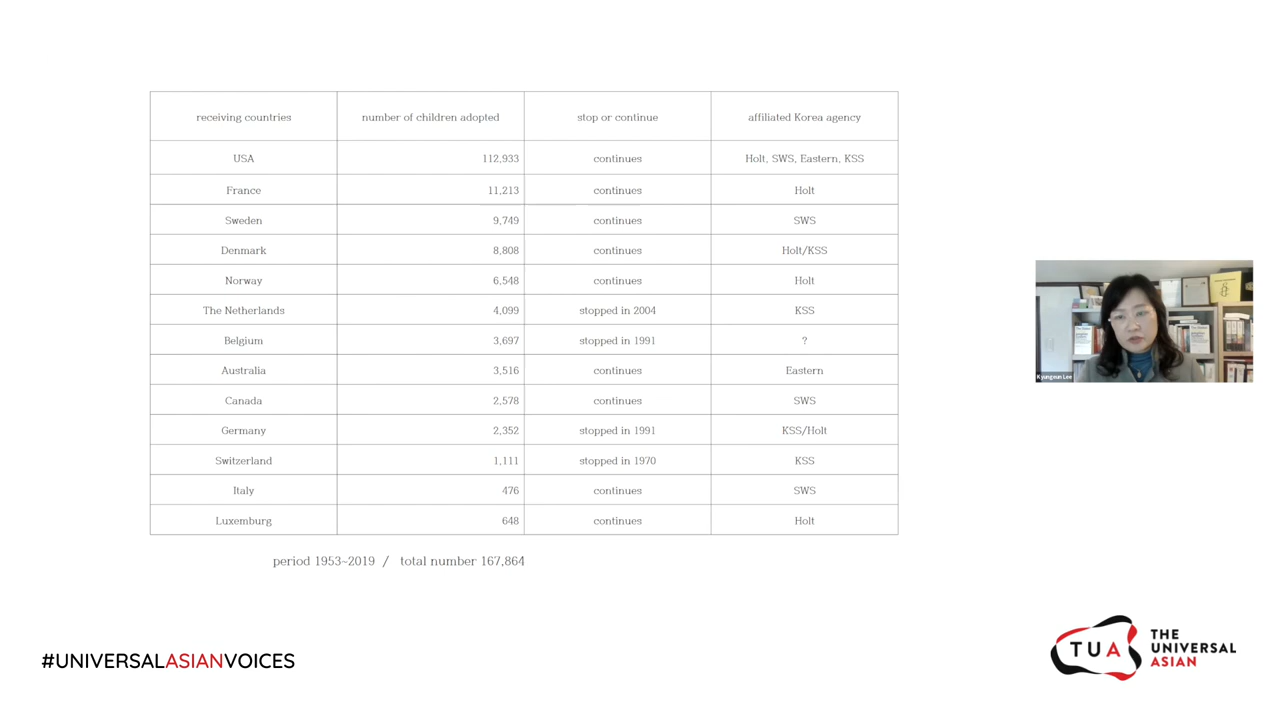 receiving countries number of children adopted stop or continue affiliated Korea agency
USA 112,933 continues Holt, SWS, Eastern, KSS
France 11,213 continues Holt
Sweden 9,749 continues SWS
Denmark 8,808 continues Holt/KSS
Norway 6,548 continues Holt
The Netherlands 4,099 stopped in 2004 KSS
Belgium 3,697 stopped in 1991 ?
Australia 3,516 continues Eastern
Canada 2,578 continues SWS
Germany 2,352 stopped in 1991 KSS/Holt
Switzerland 1,111 stopped in 1970 KSS
Italy 476 continues SWS
Luxemburg 648 continues Holt
period 1953~2019 / total number 167,864
Kyungeun Lee
#UNIVERSALASIANVOICES
TUA
THE
UNIVERSAL
ASIAN